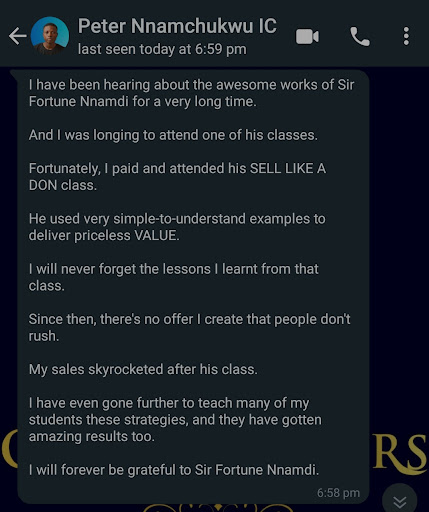 Peter Nnamchukwu IC
last seen today at 6:59 pm
I have been hearing about the awesome works of Sir
Fortune Nnamdi for a very long time.
And I was longing to attend one of his classes.
Fortunately, I paid and attended his SELL LIKE A
DON class.
He used very simple-to-understand examples to
deliver priceless VALUE.
I will never forget the lessons I learnt from that
class.
Since then, there's no offer I create that people don't
rush.
My sales skyrocketed after his class.
I have even gone further to teach many of my
students these strategies, and they have gotten
amazing results too.
I will forever be grateful to Sir Fortune Nnamdi.
6:58 pm
RS